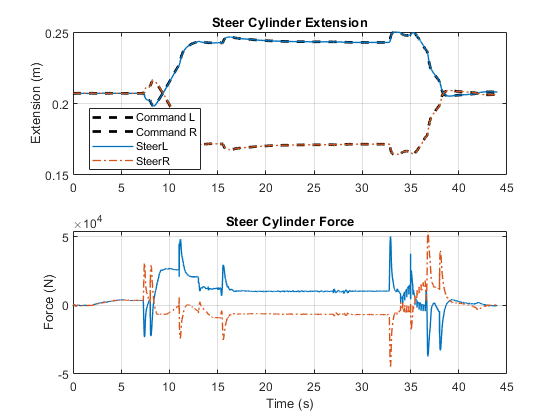 Steer Cylinder Extension
Extension (m)
0.25
0.2
0.15
Command L
Command R
SteerL
SteerR
0 5 10 15 20 25 30 35 40 45
Steer Cylinder Force
×10^4
Force (N)
5
0
-5
0 5 10 15 20 25 30 35 40 45
Time (s)